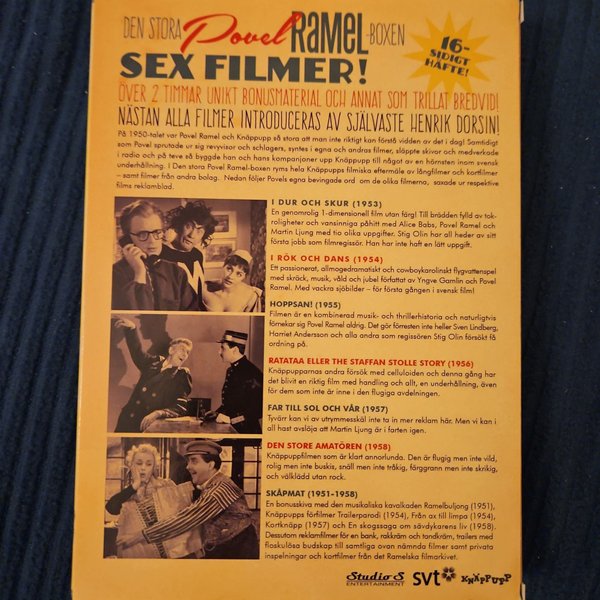 DEN STORA Povel RAMEL-BOXEN
SEX FILMER!
16-
SIDIGT
HÄFTE!
ÖVER 2 TIMMAR UNIKT BONUSMATERIAL OCH ANNAT SOM TRILLAT BREDVID!
NÄSTAN ALLA FILMER INTRODUCERAS AV SJÄLVASTE HENRIK DORSIN!
På 1950-talet var Povel Ramel och Knäppupp så stora att man inte riktigt kan förstå vidden av det i dag! Samtidigt
som Povel sprutade ur sig revyvisor och schlagers, syntes i egna och andras filmer, släppte skivor och medverkade
i radio och på teve så byggde han och hans kompanjoner upp Knäppupp till något av en hörnsten inom svensk
underhållning. I Den stora Povel Ramel-boxen ryms hela Knäppupps filmiska eftermäle av långfilmer och kortfilmer
– samt filmer från andra bolag. Nedan följer Povels egna bevingade ord om de olika filmerna, saxade ur respektive
films reklamblad.
I DUR OCH SKUR (1953)
En genomrolig 1-dimensionell film utan färg! Till brädden fylld av tok-
roligheter och vansinniga påhitt med Alice Babs, Povel Ramel och
Martin Ljung med tio olika uppgifter. Stig Olin har all heder av sitt
första jobb som filmregissör. Han har inte haft en lätt uppgift.
I RÖK OCH DANS (1954)
Ett passionerat, allmogedramatiskt och cowboykarolinskt flygvattenspel
med skräck, musik, våld och jubel författat av Yngve Gamlin och Povel
Ramel. Med vackra sjöbilder – för första gången i svensk film!
HOPPSAN! (1955)
Filmen är en kombinerad musik- och thrillerhistoria och naturligtvis
förnekar sig Povel Ramel aldrig. Det gör förresten inte heller Sven Lindberg,
Harriet Andersson och alla andra som regissören Stig Olin försökt få
ordning på.
RATATAA ELLER THE STAFFAN STOLLE STORY (1956)
Knäppupparnas andra försök med celluloiden och denna gång har
det blivit en riktig film med handling och allt, en underhållning, även
för dem som inte är inne i den flugiga avdelningen.
FAR TILL SOL OCH VÅR (1957)
Tyvärr kan vi av utrymmesskäl inte ta in mer reklam här. Men vi kan i
all hast avslöja att Martin Ljung är i farten igen.
DEN STORE AMATÖREN (1958)
Knäppuppfilmen som är klart annorlunda. Den är flugig men inte vild,
rolig men inte buskis, snäll men inte tråkig, färggrann men inte skrikig,
och välklädd utan rocks.
SKÅPMAT (1951-1958)
En bonusskiva med den musikaliska kavalkaden Ramelbuljong (1951),
Knäppupps förfilmer Trailerparodi (1954), Från ax till limpa (1954),
Kortknäpp (1957) och En skogssaga om sävdykarens liv (1958).
Dessutom reklamfilmer för en bank, rakkräm och tandkräm, trailers med
floskulösa budskap till samtliga ovan nämnda filmer samt privata
inspelningar och kortfilmer från det Ramelska filmarkivet.
Studio S
ENTERTAINMENT
svt
KNÄPPUPP